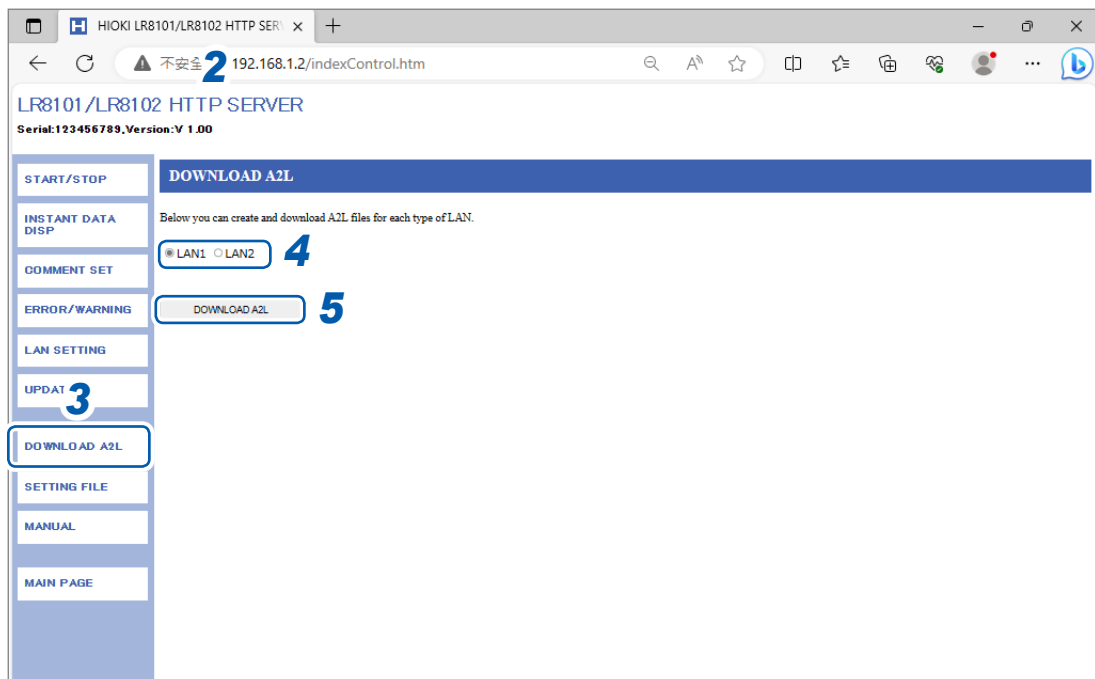 HIOKI LR8101/LR8102 HTTP SER
不安全 2 192.168.1.2/indexControl.htm
LR8101/LR8102 HTTP SERVER
Serial:123456789,Version:V 1.00
START/STOP
INSTANT DATA
DISP
COMMENT SET
ERROR/WARNING
LAN SETTING
UPDAT
3
DOWNLOAD A2L
SETTING FILE
MANUAL
MAIN PAGE
DOWNLOAD A2L
Below you can create and download A2L files for each type of LAN.
LAN1 LAN2 4
DOWNLOAD A2L 5